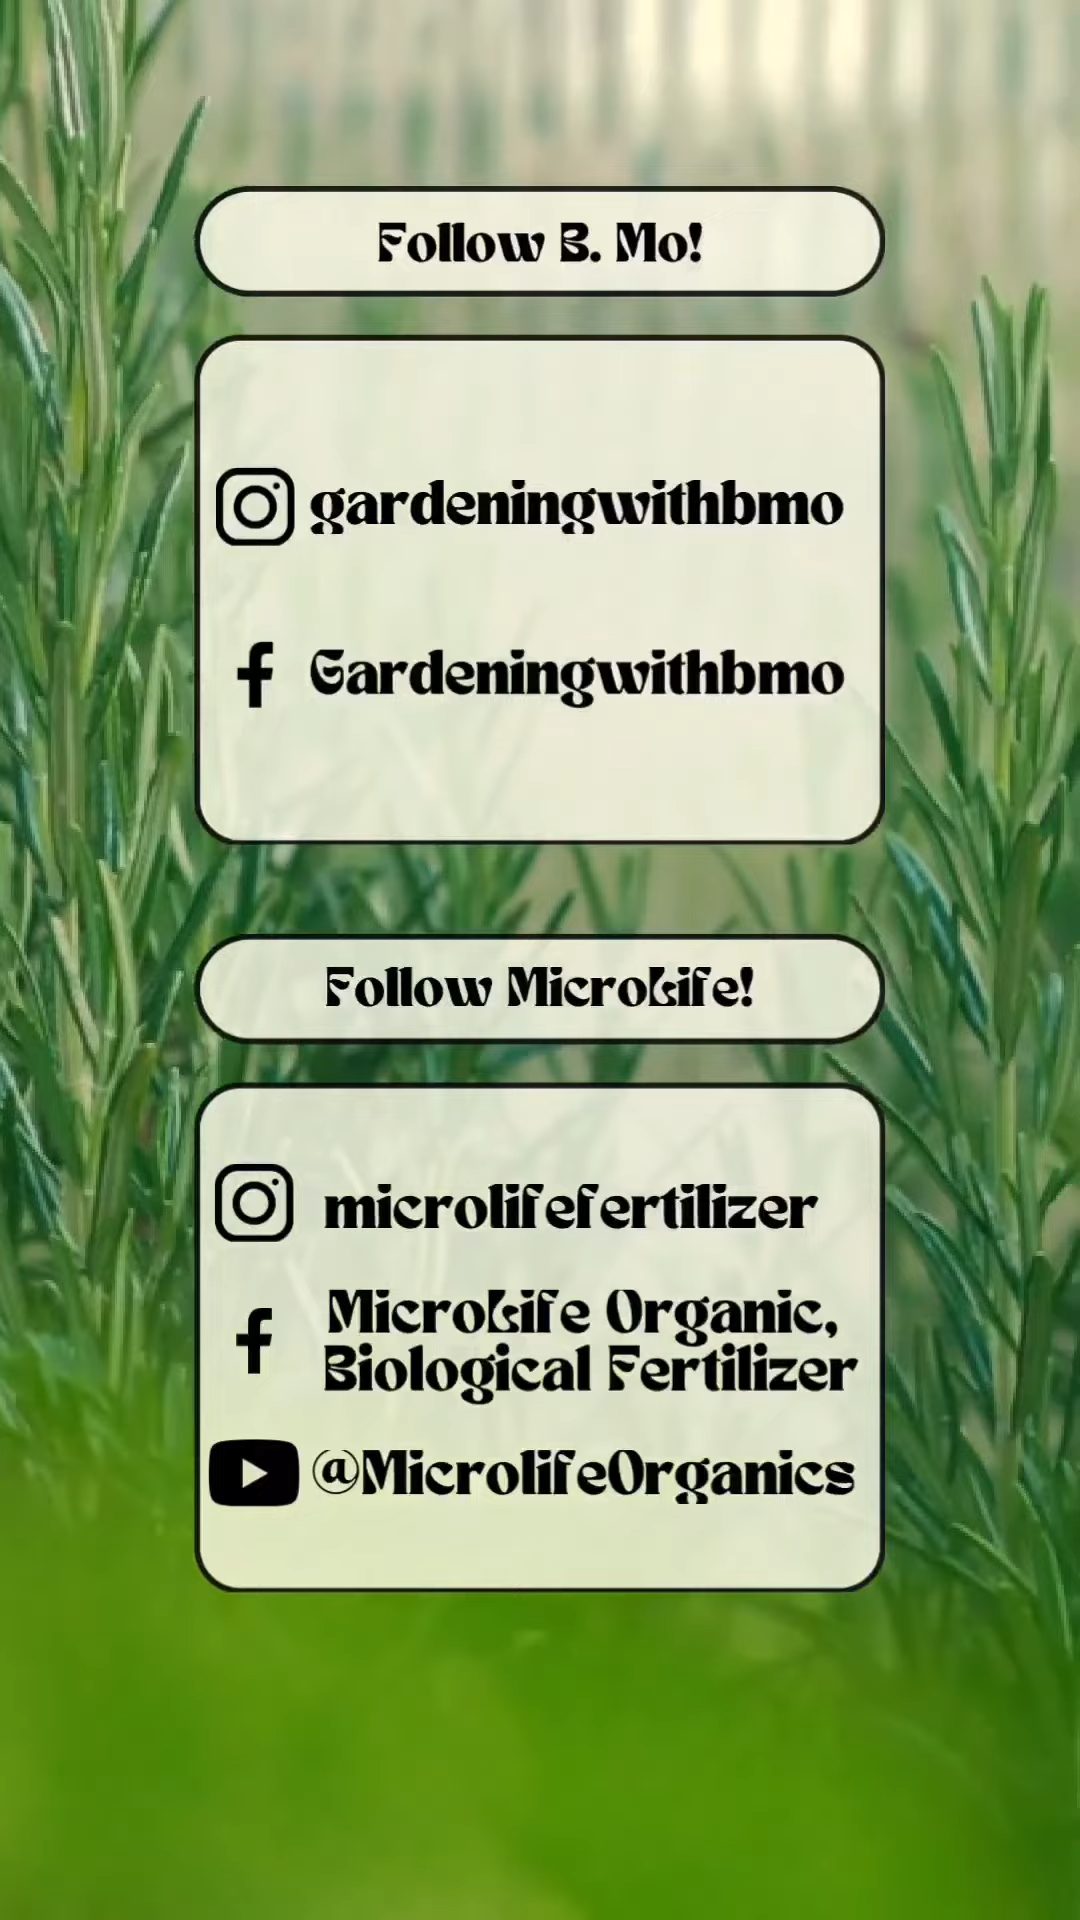 Follow B. Mo!
gardeningwithbmo
Gardeningwithbmo
Follow MicroLife!
microlifefertilizer
MicroLife Organic,
Biological Fertilizer
@MicrolifeOrganics